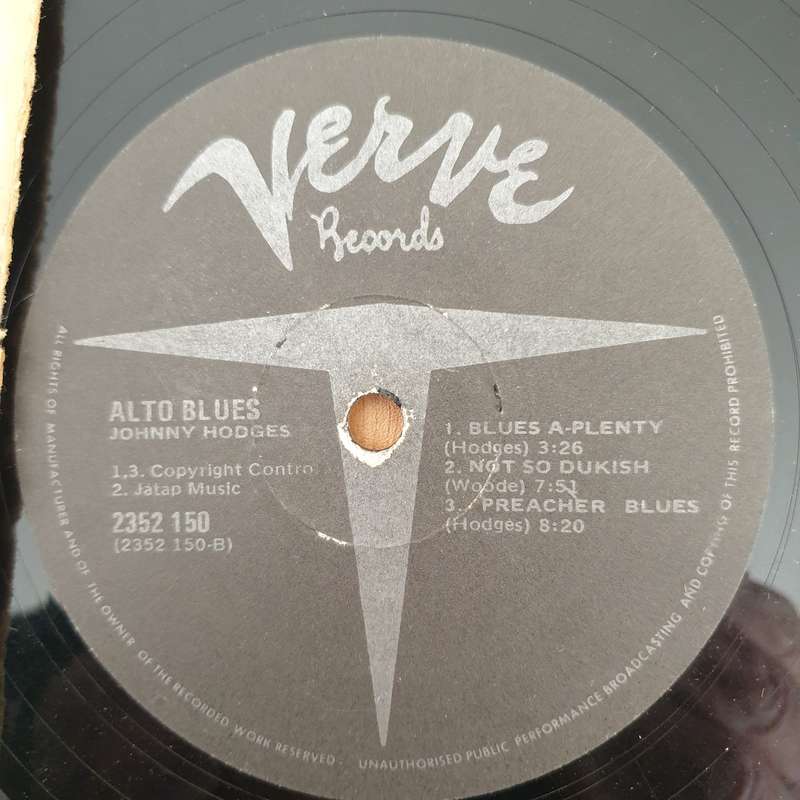 Verve
Records
ALTO BLUES
JOHNNY HODGES
1,3. Copyright Contro
2. Jatap Music
2352 150
(2352 150-B)
1. BLUES A-PLENTY
(Hodges) 3:26
2. NOT SO DUKISH
(Woode) 7:51
3. PREACHER BLUES
(Hodges) 8:20
ALL RIGHTS OF MANUFACTURER AND OF THE OWNER OF THE RECORDED WORK RESERVED - UNAUTHORISED PUBLIC PERFORMANCE BROADCASTING AND COPYING OF THIS RECORD PROHIBITED